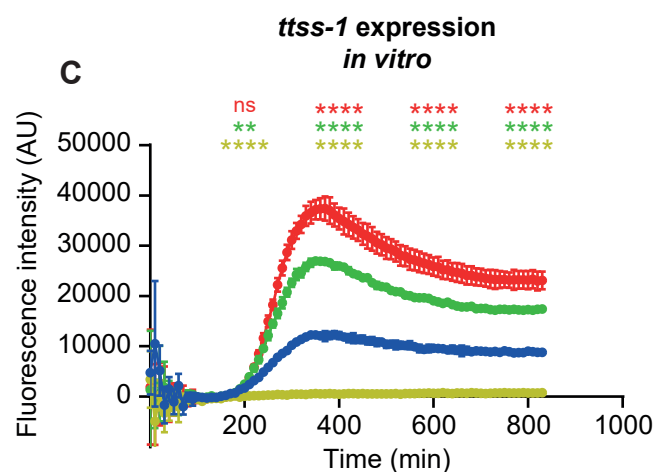 ttss-1 expression
in vitro
C
ns **** **** ****
** **** **** ****
**** **** **** ****
Fluorescence intensity (AU)
50000
40000
30000
20000
10000
0
200 400 600 800 1000
Time (min)